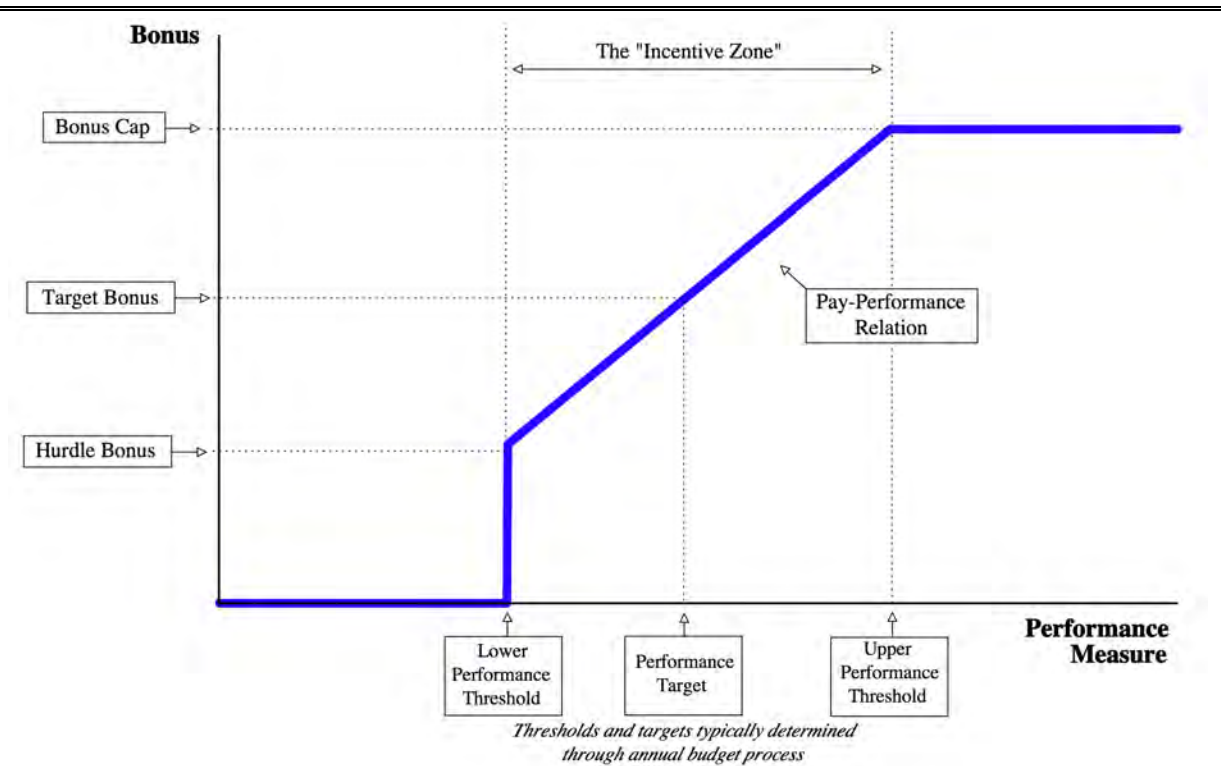 Bonus
The "Incentive Zone"
Bonus Cap
Target Bonus
Pay-Performance
Relation
Hurdle Bonus
Performance
Measure
Lower
Performance
Threshold
Performance
Target
Upper
Performance
Threshold
Thresholds and targets typically determined
through annual budget process